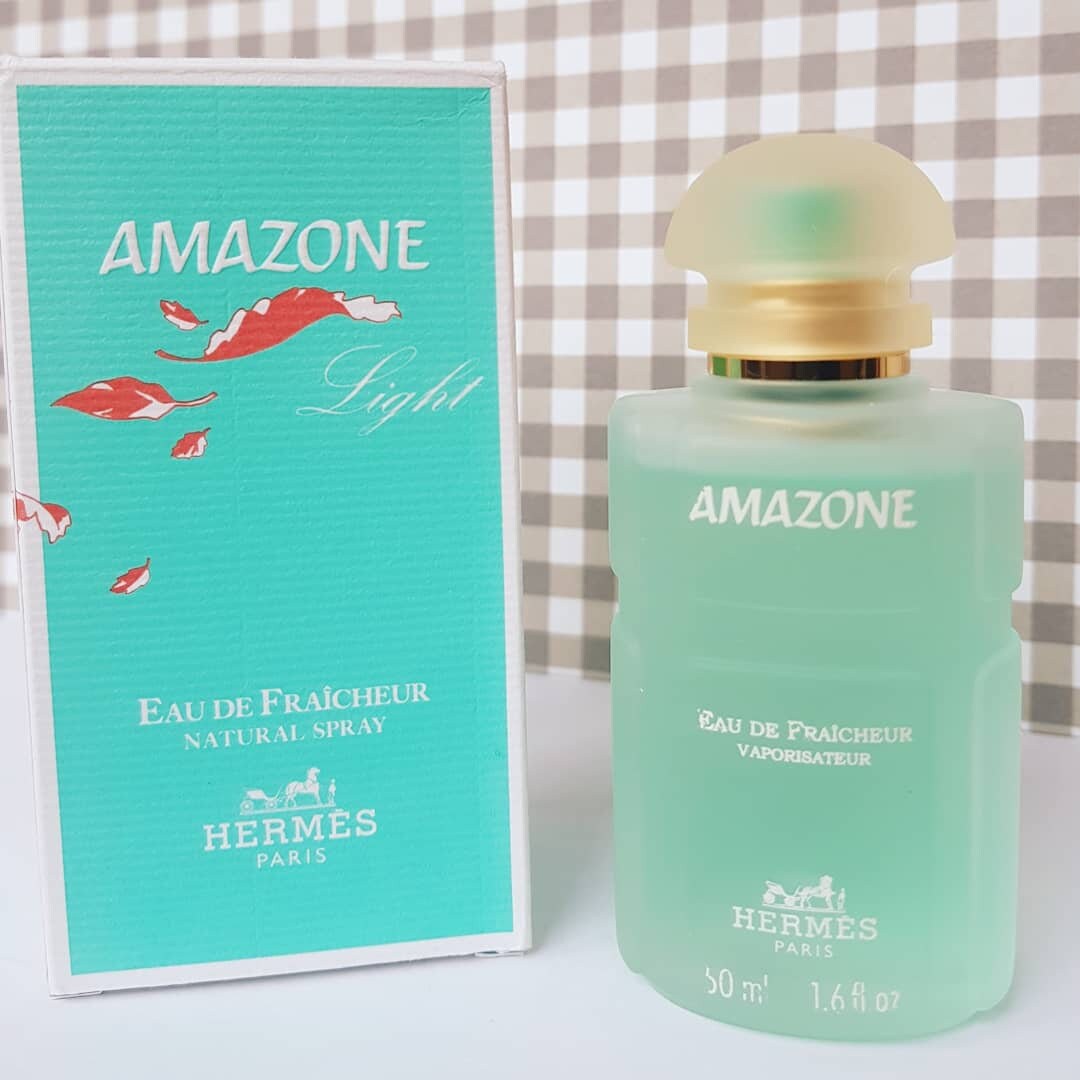 AMAZONE
Light
EAU DE FRAÎCHEUR
NATURAL SPRAY
HERMÈS
PARIS
AMAZONE
EAU DE FRAÎCHEUR
VAPORISATEUR
HERMÈS
PARIS
50 ml 1.6 fl oz